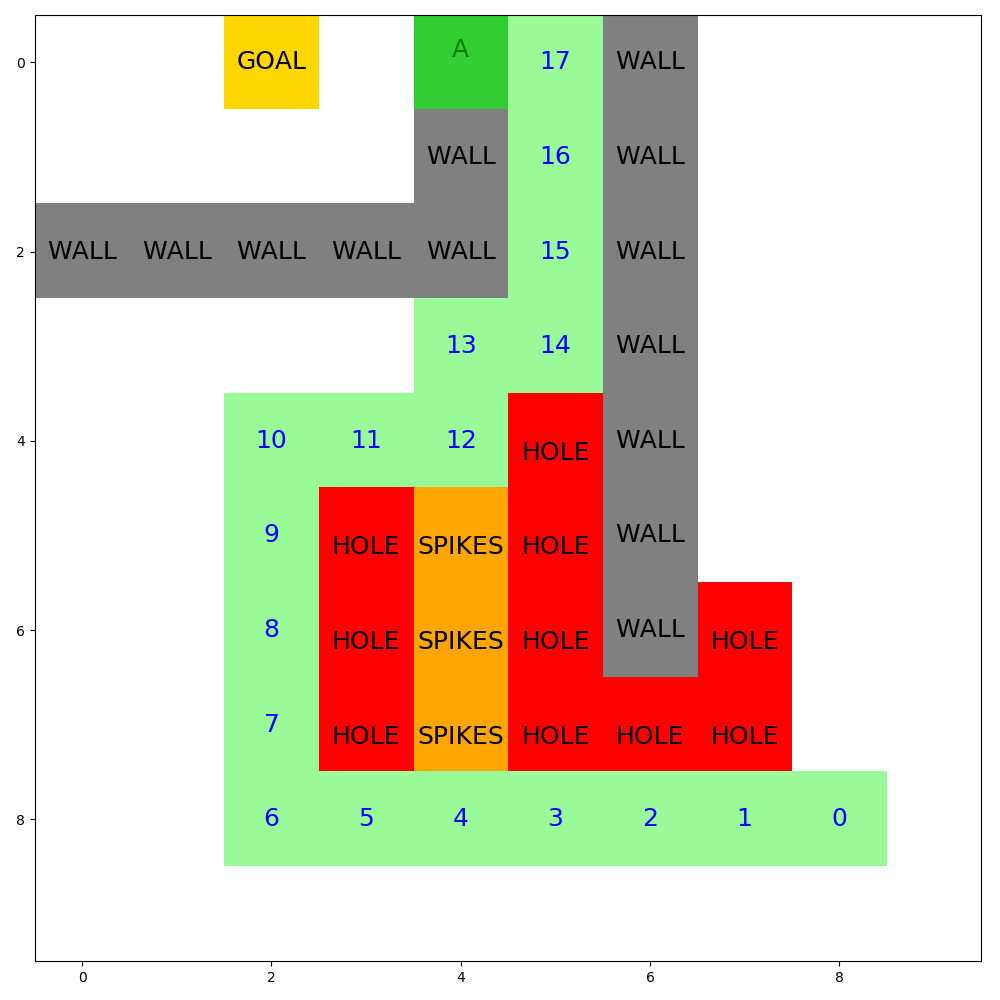 GOAL A 17 WALL
0
WALL 16 WALL
WALL WALL WALL WALL WALL 15 WALL
2
13 14 WALL
10 11 12 HOLE WALL
4
9 HOLE SPIKES HOLE WALL
8 HOLE SPIKES HOLE WALL HOLE
6
7 HOLE SPIKES HOLE HOLE HOLE
6 5 4 3 2 1 0
8
0 2 4 6 8